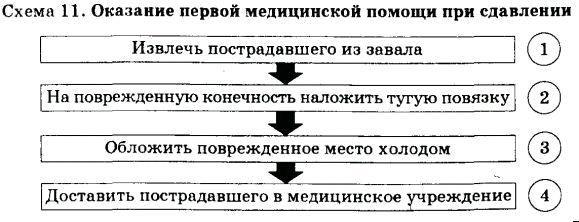 Схема 11. Оказание первой медицинской помощи при сдавлении
Извлечь пострадавшего из завала 1
На поврежденную конечность наложить тугую повязку 2
Обложить поврежденное место холодом 3
Доставить пострадавшего в медицинское учреждение 4